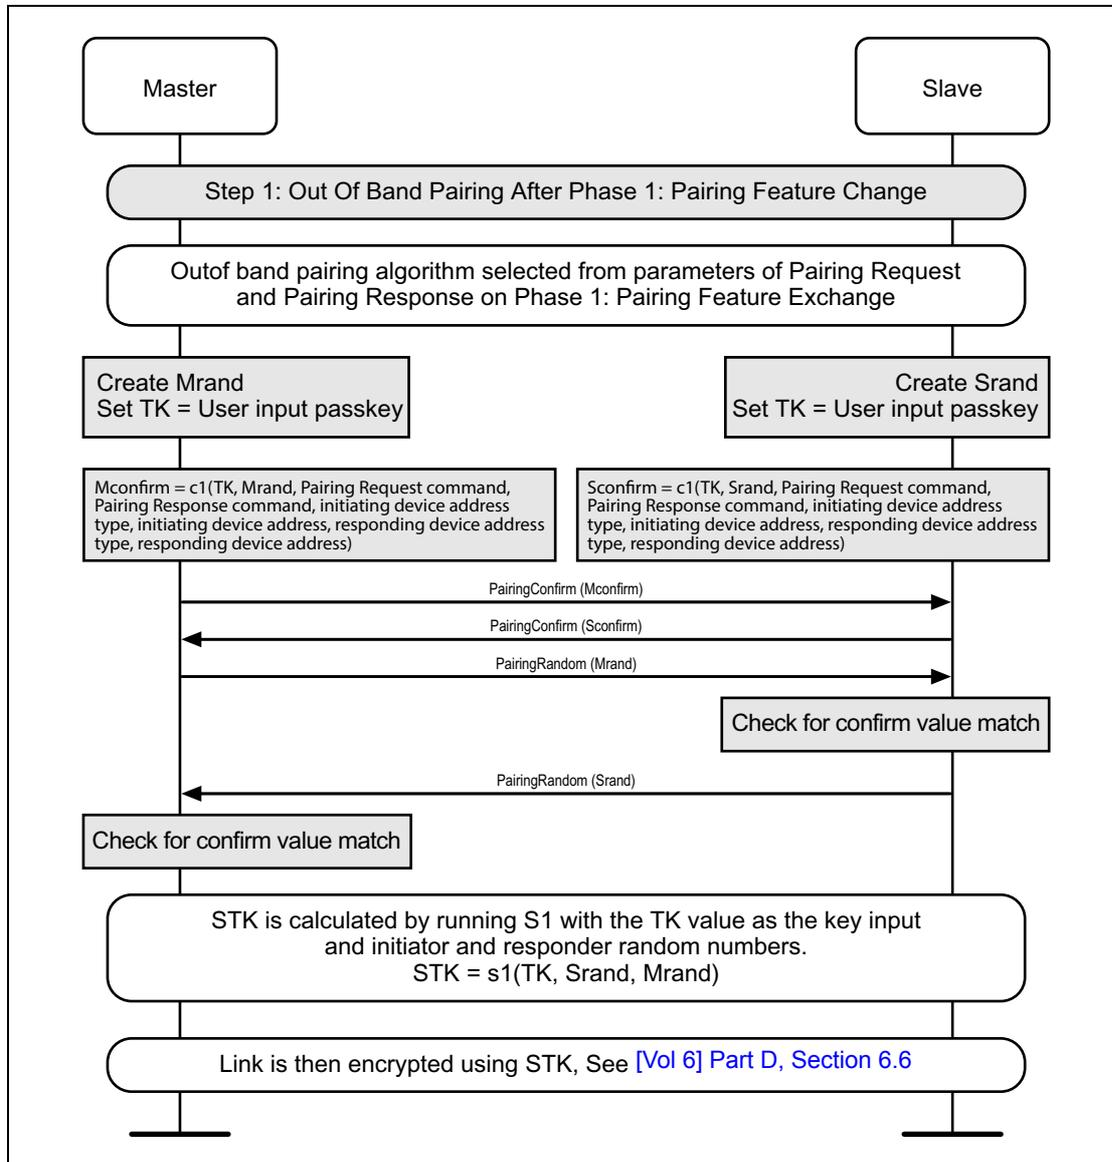 Master
Slave
Step 1: Out Of Band Pairing After Phase 1: Pairing Feature Change
Outof band pairing algorithm selected from parameters of Pairing Request
and Pairing Response on Phase 1: Pairing Feature Exchange
Create Mrand
Set TK = User input passkey
Create Srand
Set TK = User input passkey
Mconfirm = c1(TK, Mrand, Pairing Request command,
Pairing Response command, initiating device address
type, initiating device address, responding device address
type, responding device address)
Sconfirm = c1(TK, Srand, Pairing Request command,
Pairing Response command, initiating device address
type, initiating device address, responding device address
type, responding device address)
PairingConfirm (Mconfirm)
PairingConfirm (Sconfirm)
PairingRandom (Mrand)
Check for confirm value match
PairingRandom (Srand)
Check for confirm value match
STK is calculated by running S1 with the TK value as the key input
and initiator and responder random numbers.
STK = s1(TK, Srand, Mrand)
Link is then encrypted using STK, See [Vol 6] Part D, Section 6.6